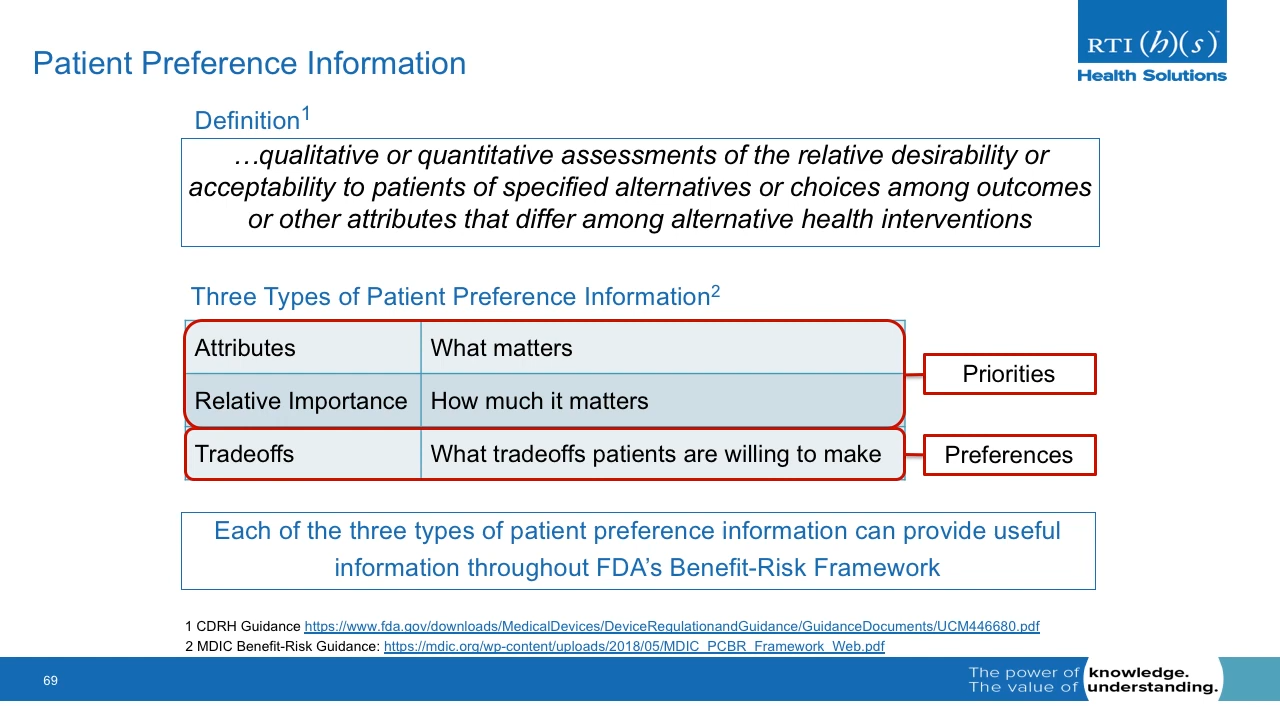 RTI (h)(s)™
Health Solutions
Patient Preference Information
Definition1
…qualitative or quantitative assessments of the relative desirability or
acceptability to patients of specified alternatives or choices among outcomes
or other attributes that differ among alternative health interventions
Three Types of Patient Preference Information2
Attributes What matters
Relative Importance How much it matters
Priorities
Tradeoffs What tradeoffs patients are willing to make
Preferences
Each of the three types of patient preference information can provide useful
information throughout FDA’s Benefit-Risk Framework
1 CDRH Guidance https://www.fda.gov/downloads/MedicalDevices/DeviceRegulationandGuidance/GuidanceDocuments/UCM446680.pdf
2 MDIC Benefit-Risk Guidance: https://mdic.org/wp-content/uploads/2018/05/MDIC_PCBR_Framework_Web.pdf
69
The power of knowledge.
The value of understanding.